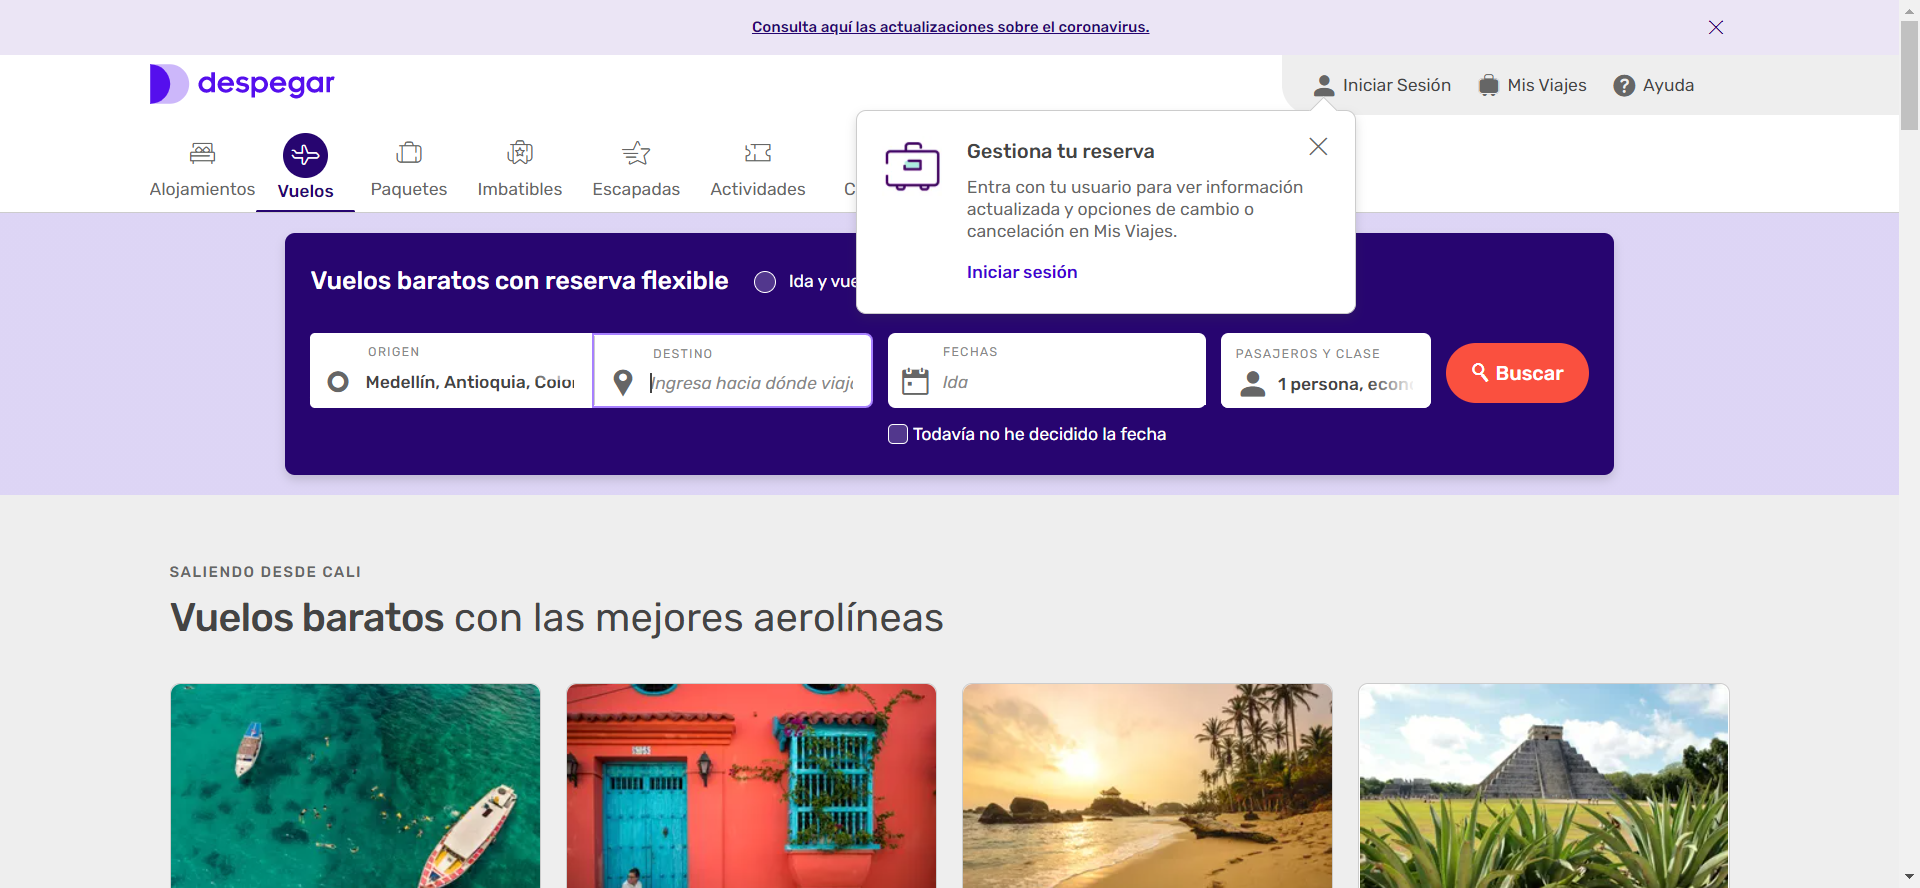 Consulta aquí las actualizaciones sobre el coronavirus.
despegar
Iniciar Sesión
Mis Viajes
Ayuda
Alojamientos
Vuelos
Paquetes
Imbatibles
Escapadas
Actividades
C
Gestiona tu reserva
Entra con tu usuario para ver información
actualizada y opciones de cambio o
cancelación en Mis Viajes.
Iniciar sesión
Vuelos baratos con reserva flexible
Ida y vue
ORIGEN
Medellín, Antioquia, Color
DESTINO
Ingresa hacia dónde viaj
FECHAS
Ida
PASAJEROS Y CLASE
1 persona, econ
Buscar
Todavía no he decidido la fecha
SALIENDO DESDE CALI
Vuelos baratos con las mejores aerolíneas